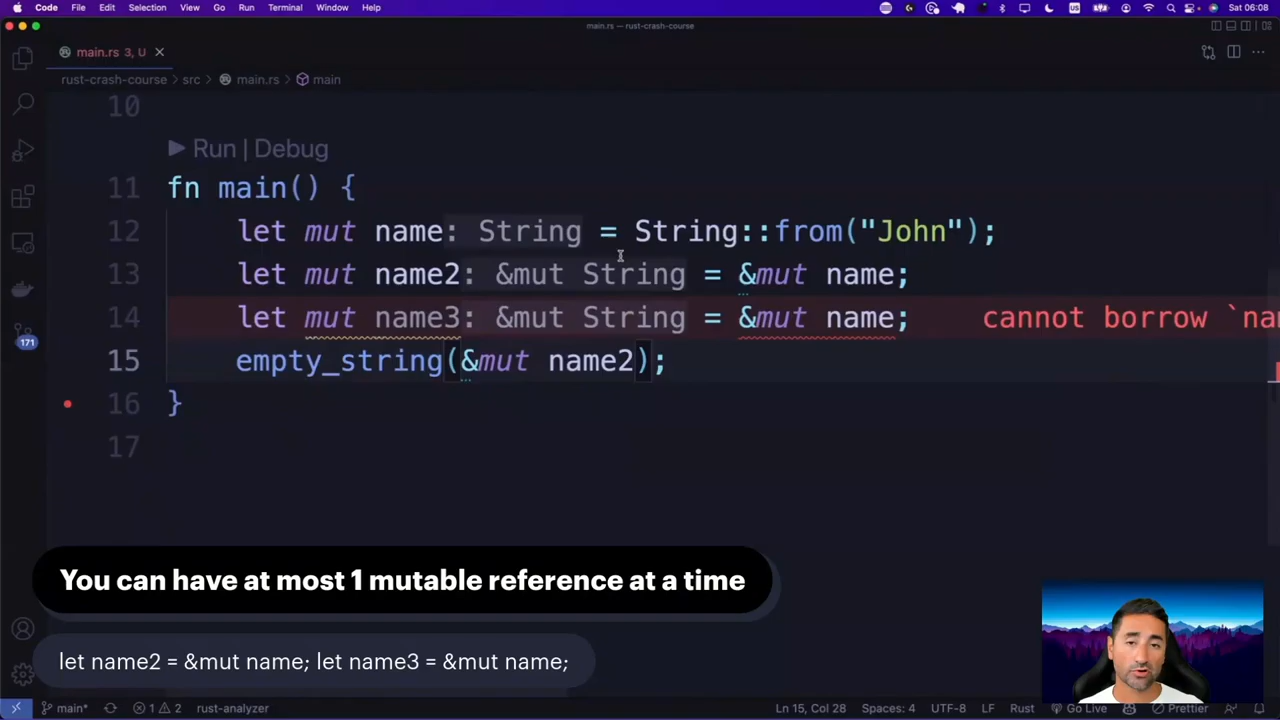 Code File Edit Selection View Go Run Terminal Window Help US Sat 06:08
main.rs — rust-crash-course
main.rs 3, U
rust-crash-course > src > main.rs > main
10
Run | Debug
11 fn main() {
12 let mut name: String = String::from("John");
13 let mut name2: &mut String = &mut name;
14 let mut name3: &mut String = &mut name; cannot borrow `na
15 empty_string(&mut name2);
16 }
17
171
You can have at most 1 mutable reference at a time
let name2 = &mut name; let name3 = &mut name;
main* 1 2 rust-analyzer Ln 15, Col 28 Spaces: 4 UTF-8 LF Rust Go Live Prettier